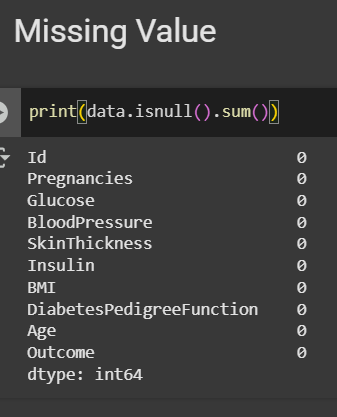 Missing Value
print(data.isnull().sum())
Id 0
Pregnancies 0
Glucose 0
BloodPressure 0
SkinThickness 0
Insulin 0
BMI 0
DiabetesPedigreeFunction 0
Age 0
Outcome 0
dtype: int64